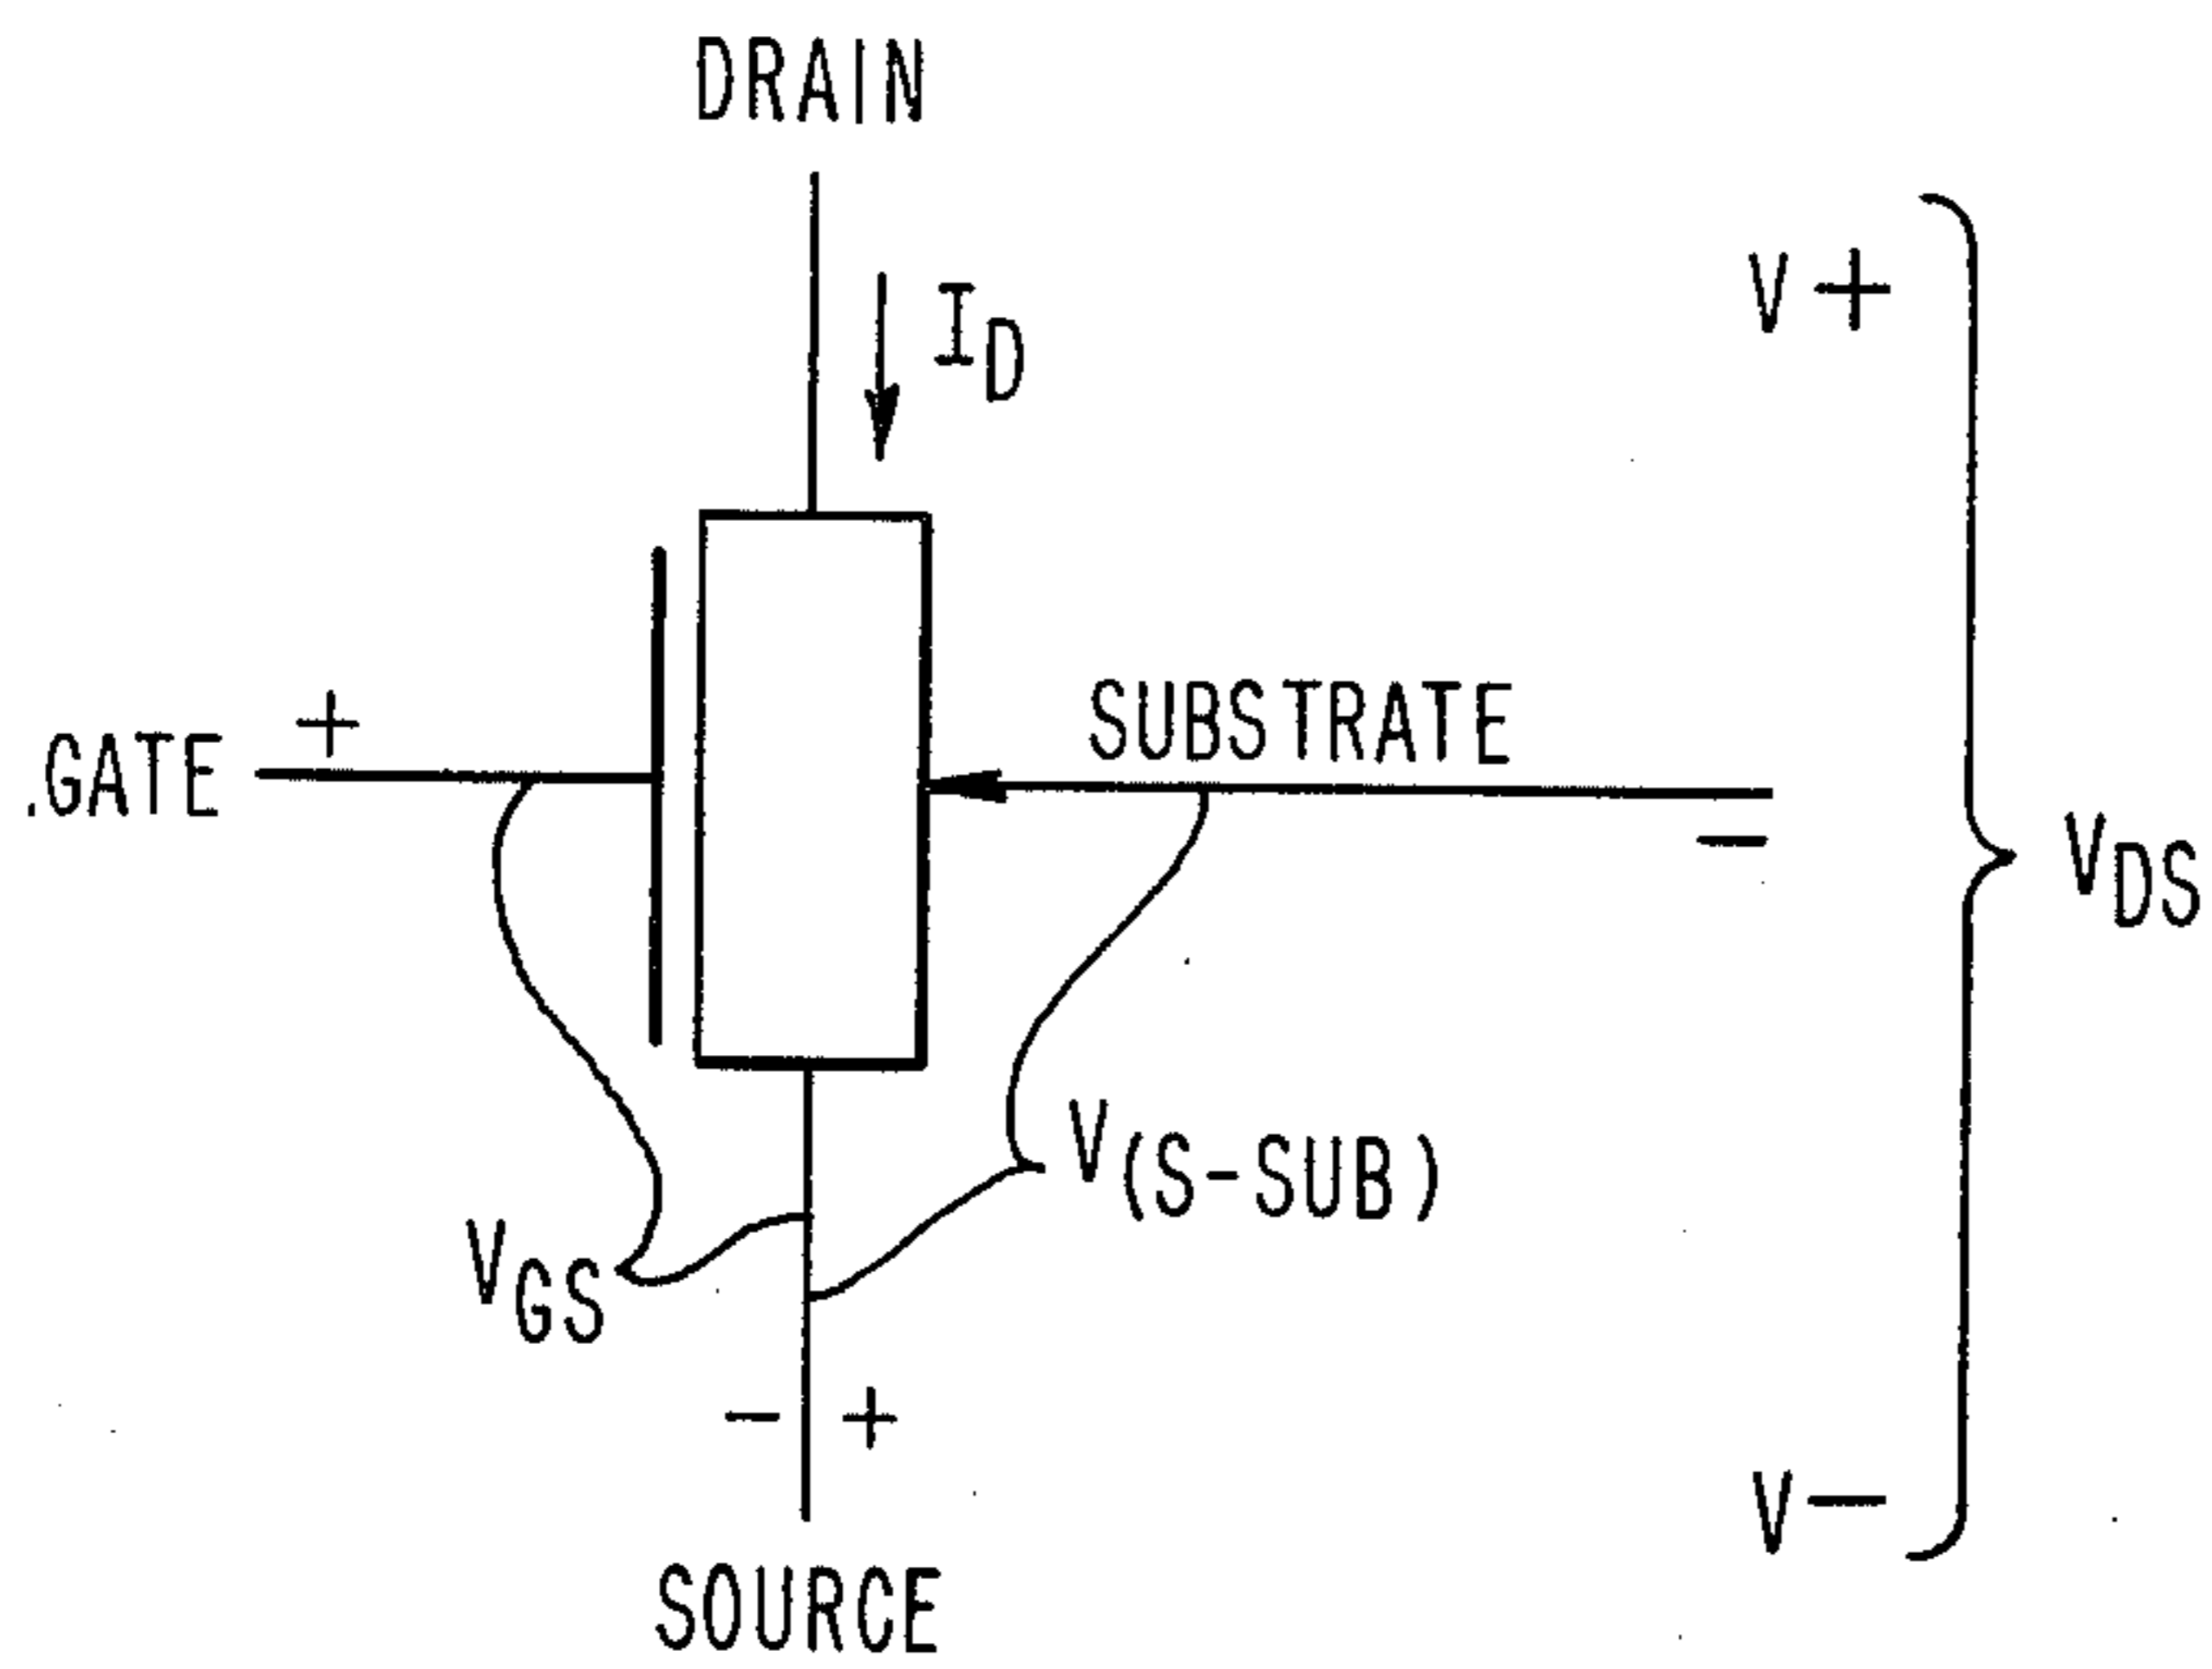 DRAIN
I_D
V+
+
.GATE
SUBSTRATE
−
V_DS
V_(S-SUB)
V_GS
− +
V−
SOURCE